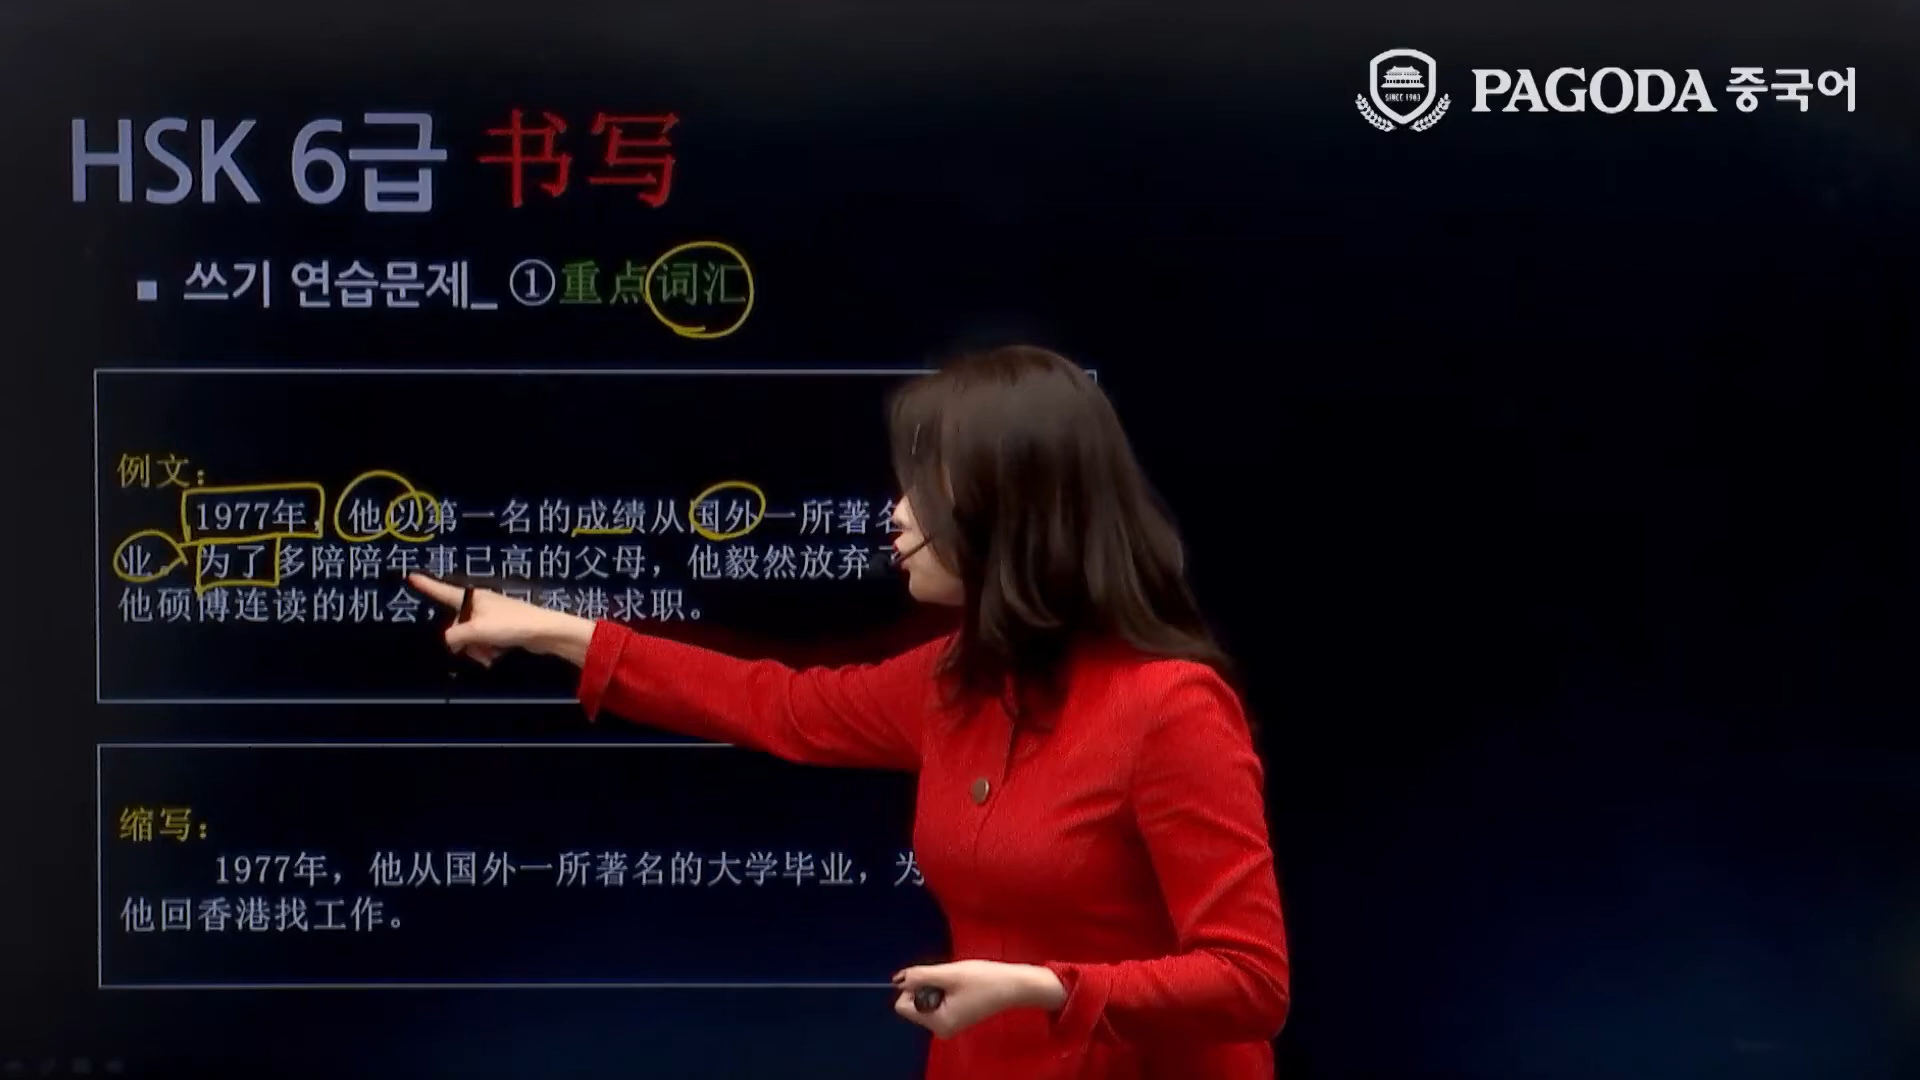 SINCE 1983
PAGODA 중국어
HSK 6급 书写
▪ 쓰기 연습문제_ ①重点词汇
例文：
1977年，他以第一名的成绩从国外一所著名
业。为了多陪陪年事已高的父母，他毅然放弃了
他硕博连读的机会，回香港求职。
缩写：
1977年，他从国外一所著名的大学毕业，为
他回香港找工作。